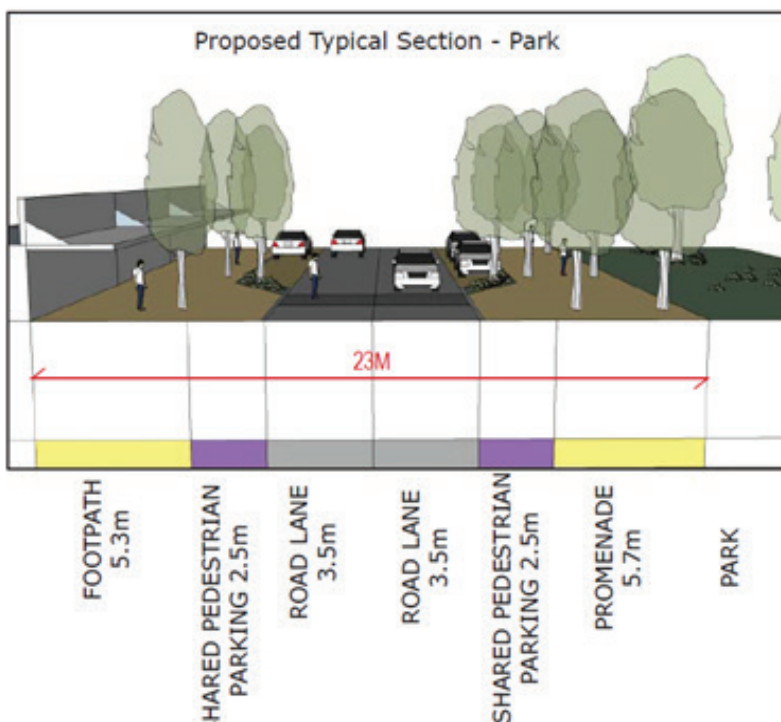 Proposed Typical Section - Park
23M
FOOTPATH
5.3m
HARED PEDESTRIAN
PARKING 2.5m
ROAD LANE
3.5m
ROAD LANE
3.5m
SHARED PEDESTRIAN
PARKING 2.5m
PROMENADE
5.7m
PARK